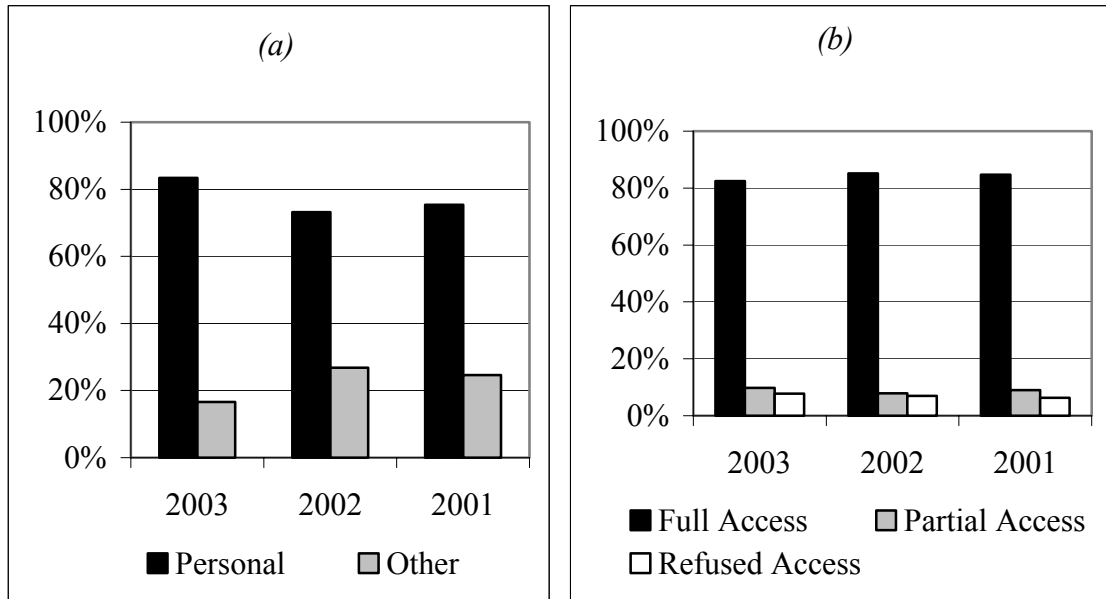 (a)
100%
80%
60%
40%
20%
0%
2003 2002 2001
Personal Other
(b)
100%
80%
60%
40%
20%
0%
2003 2002 2001
Full Access Partial Access
Refused Access